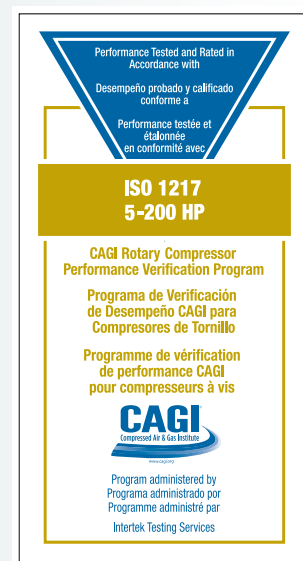 Performance Tested and Rated in
Accordance with
Desempeño probado y calificado
conforme a
Performance testée et
étalonnée
en conformité avec
ISO 1217
5-200 HP
CAGI Rotary Compressor
Performance Verification Program
Programa de Verificación
de Desempeño CAGI para
Compresores de Tornillo
Programme de vérification
de performance CAGI
pour compresseurs à vis
CAGI
Compressed Air & Gas Institute
www.cagi.org
Program administered by
Programa administrado por
Programme administré par
Intertek Testing Services